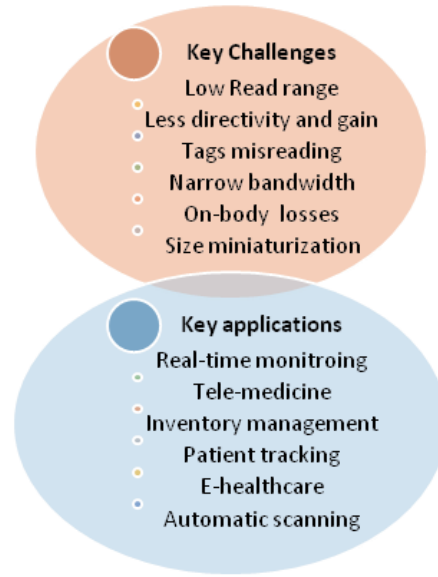 Key Challenges
Low Read range
Less directivity and gain
Tags misreading
Narrow bandwidth
On-body losses
Size miniaturization
Key applications
Real-time monitroing
Tele-medicine
Inventory management
Patient tracking
E-healthcare
Automatic scanning